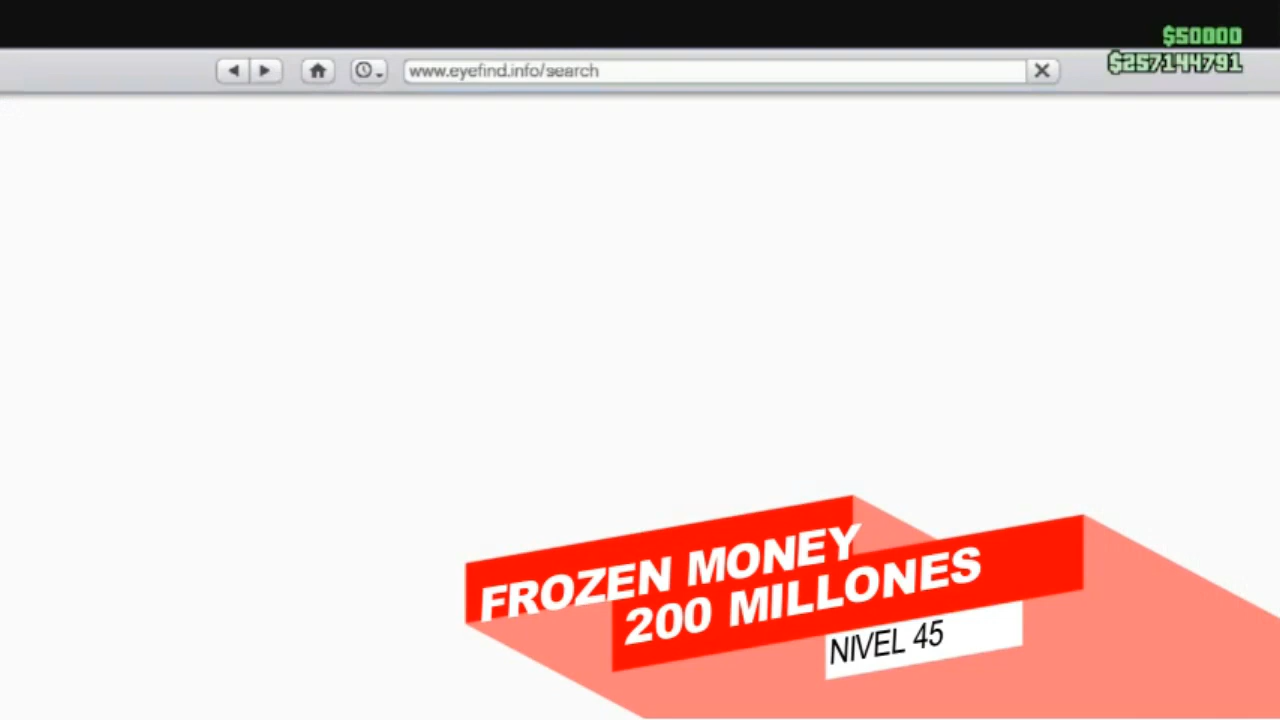 $50000
www.eyefind.info/search
$257144791
FROZEN MONEY
200 MILLONES
NIVEL 45